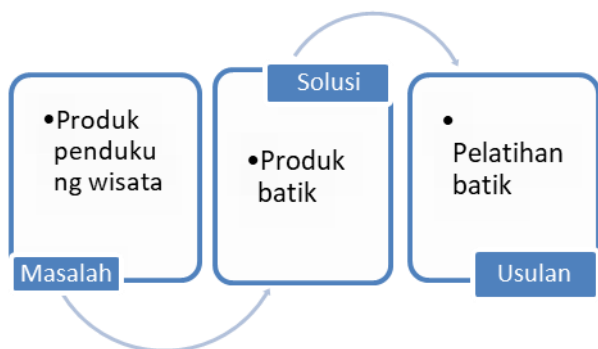 •Produk
penduku
ng wisata
Masalah
Solusi
•Produk
batik
•
Pelatihan
batik
Usulan